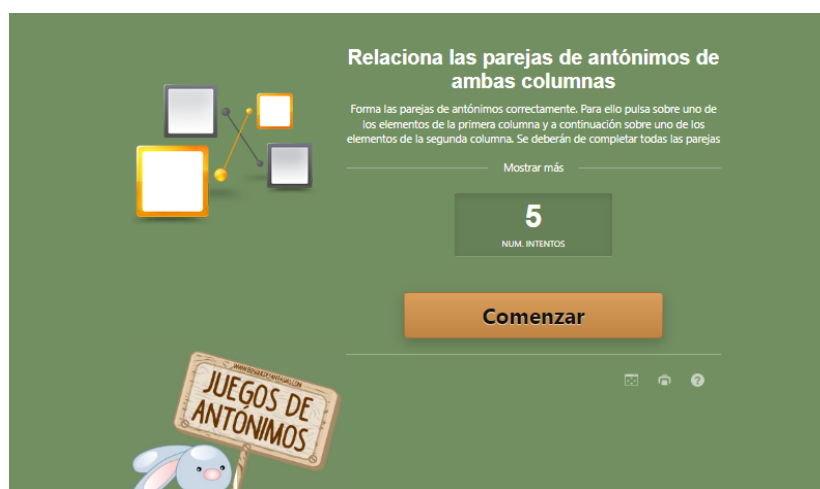 Relaciona las parejas de antónimos de
ambas columnas
Forma las parejas de antónimos correctamente. Para ello pulsa sobre uno de
los elementos de la primera columna y a continuación sobre uno de los
elementos de la segunda columna. Se deberán de completar todas las parejas
Mostrar más
5
NUM. INTENTOS
Comenzar
JUEGOS DE
ANTÓNIMOS
?